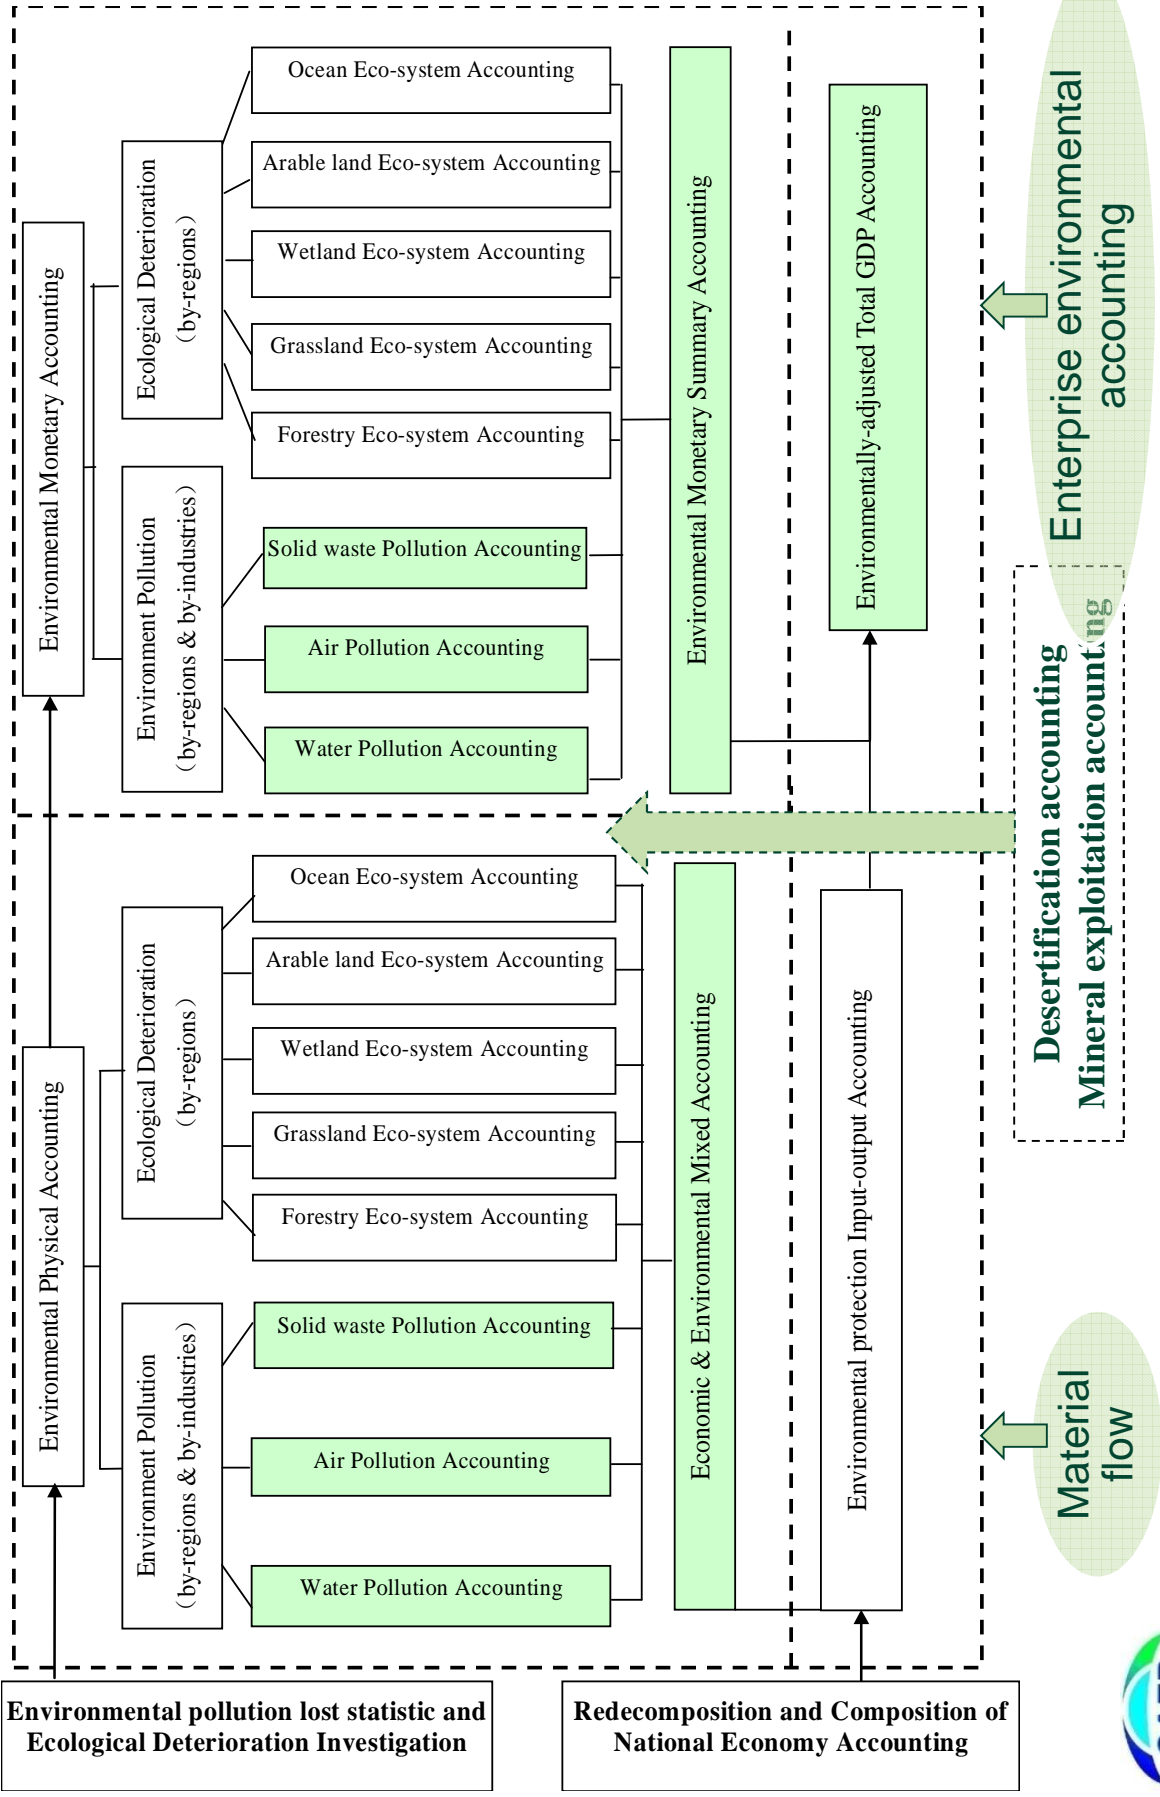 Environmental Monetary Accounting
Ecological Deterioration
（by-regions）
Ocean Eco-system Accounting
Arable land Eco-system Accounting
Wetland Eco-system Accounting
Grassland Eco-system Accounting
Forestry Eco-system Accounting
Environment Pollution
（by-regions & by-industries）
Solid waste Pollution Accounting
Air Pollution Accounting
Water Pollution Accounting
Environmental Monetary Summary Accounting
Environmentally-adjusted Total GDP Accounting
Enterprise environmental
accounting
Environmental Physical Accounting
Ecological Deterioration
（by-regions）
Ocean Eco-system Accounting
Arable land Eco-system Accounting
Wetland Eco-system Accounting
Grassland Eco-system Accounting
Forestry Eco-system Accounting
Environment Pollution
（by-regions & by-industries）
Solid waste Pollution Accounting
Air Pollution Accounting
Water Pollution Accounting
Economic & Environmental Mixed Accounting
Environmental protection Input-output Accounting
Desertification accounting
Mineral exploitation accounting
Material
flow
Environmental pollution lost statistic and
Ecological Deterioration Investigation
Redecomposition and Composition of
National Economy Accounting